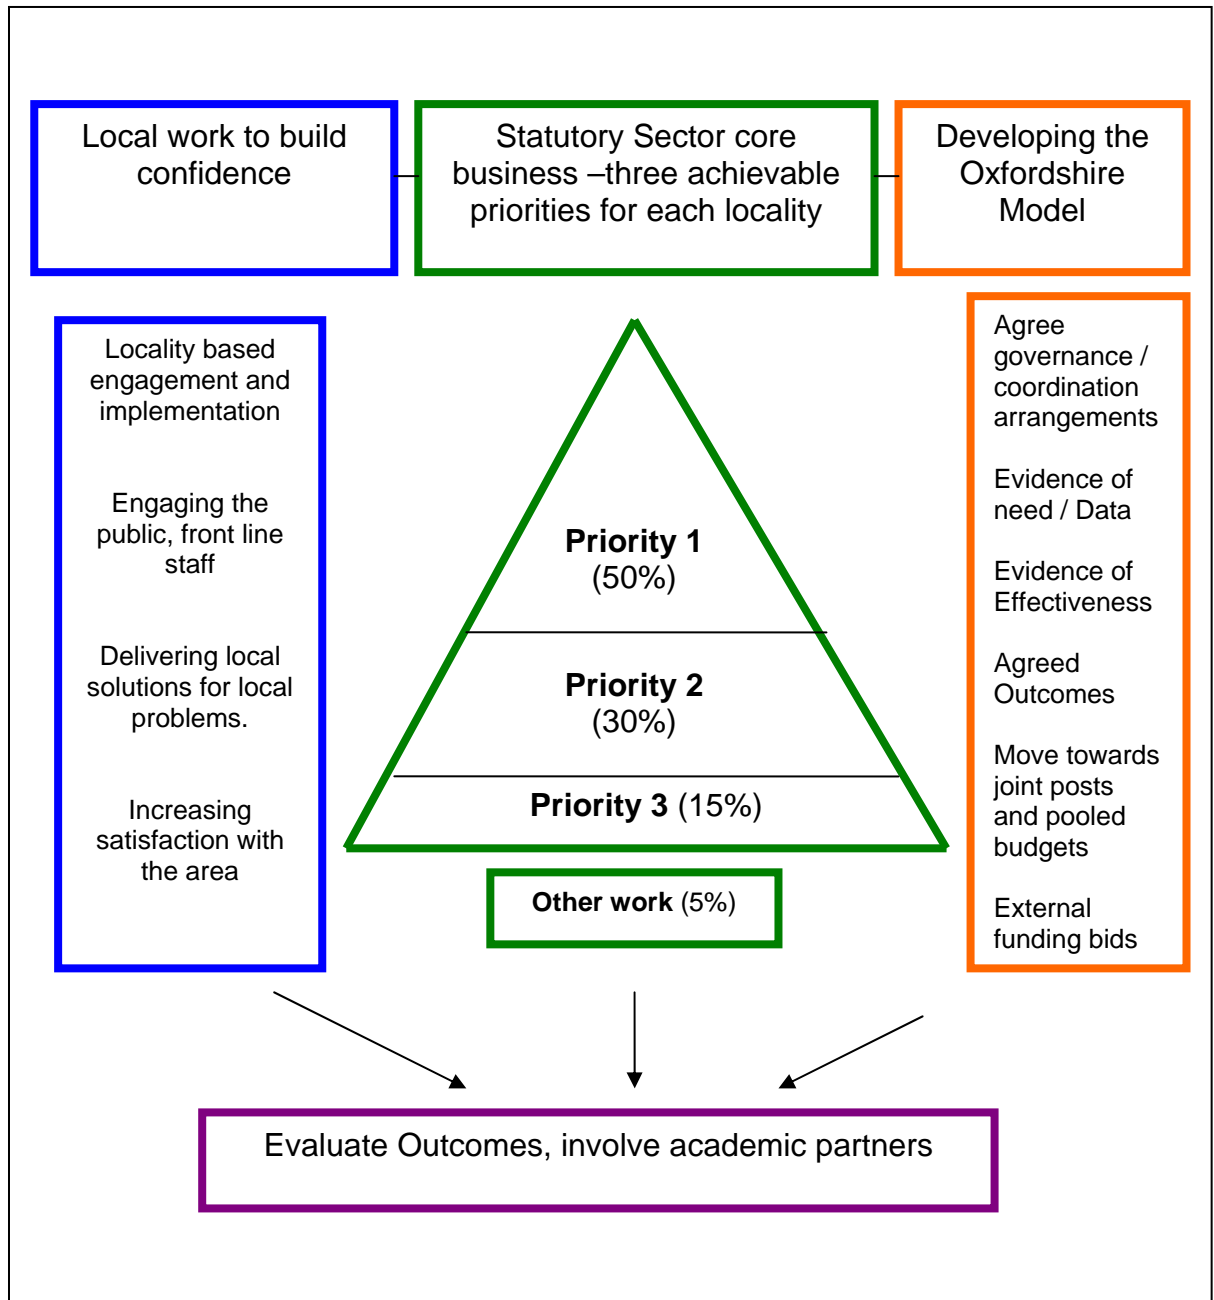 Local work to build
confidence
Statutory Sector core
business –three achievable
priorities for each locality
Developing the
Oxfordshire
Model
Locality based
engagement and
implementation
Engaging the
public, front line
staff
Delivering local
solutions for local
problems.
Increasing
satisfaction with
the area
Priority 1
(50%)
Priority 2
(30%)
Priority 3 (15%)
Other work (5%)
Agree
governance /
coordination
arrangements
Evidence of
need / Data
Evidence of
Effectiveness
Agreed
Outcomes
Move towards
joint posts
and pooled
budgets
External
funding bids
Evaluate Outcomes, involve academic partners